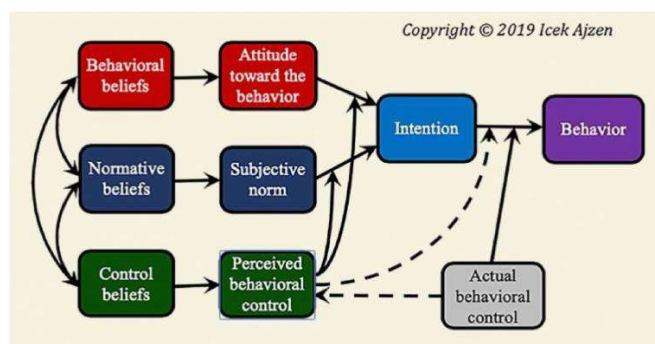 Copyright © 2019 Icek Ajzen
Behavioral
beliefs
Attitude
toward the
behavior
Intention
Behavior
Normative
beliefs
Subjective
norm
Control
beliefs
Perceived
behavioral
control
Actual
behavioral
control